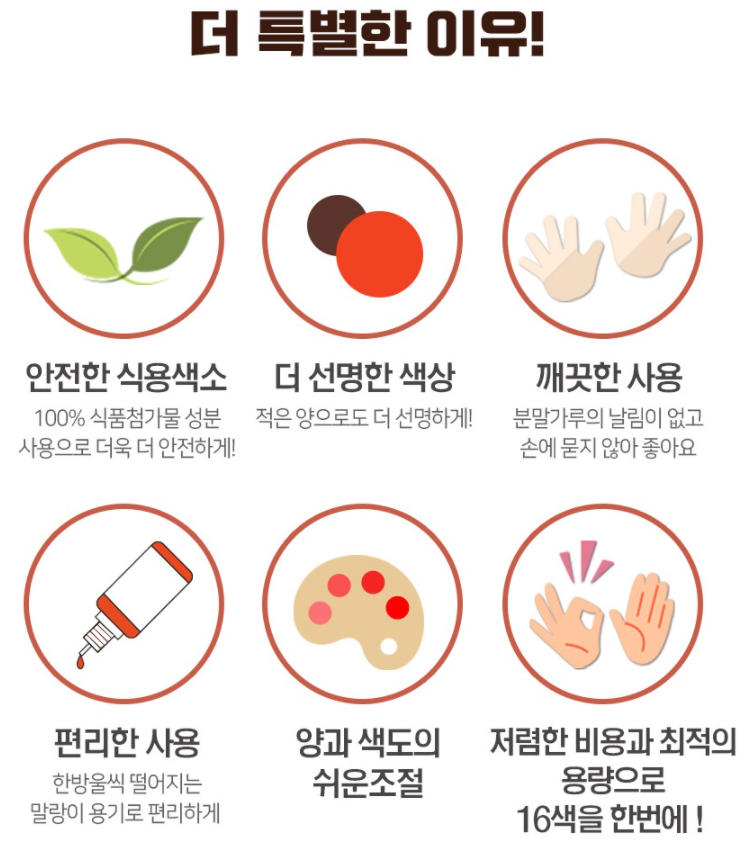 더 특별한 이유!
안전한 식용색소
100% 식품첨가물 성분
사용으로 더욱 더 안전하게!
더 선명한 색상
적은 양으로도 더 선명하게!
깨끗한 사용
분말가루의 날림이 없고
손에 묻지 않아 좋아요
편리한 사용
한방울씩 떨어지는
말랑이 용기로 편리하게
양과 색도의
쉬운조절
저렴한 비용과 최적의
용량으로
16색을 한번에 !